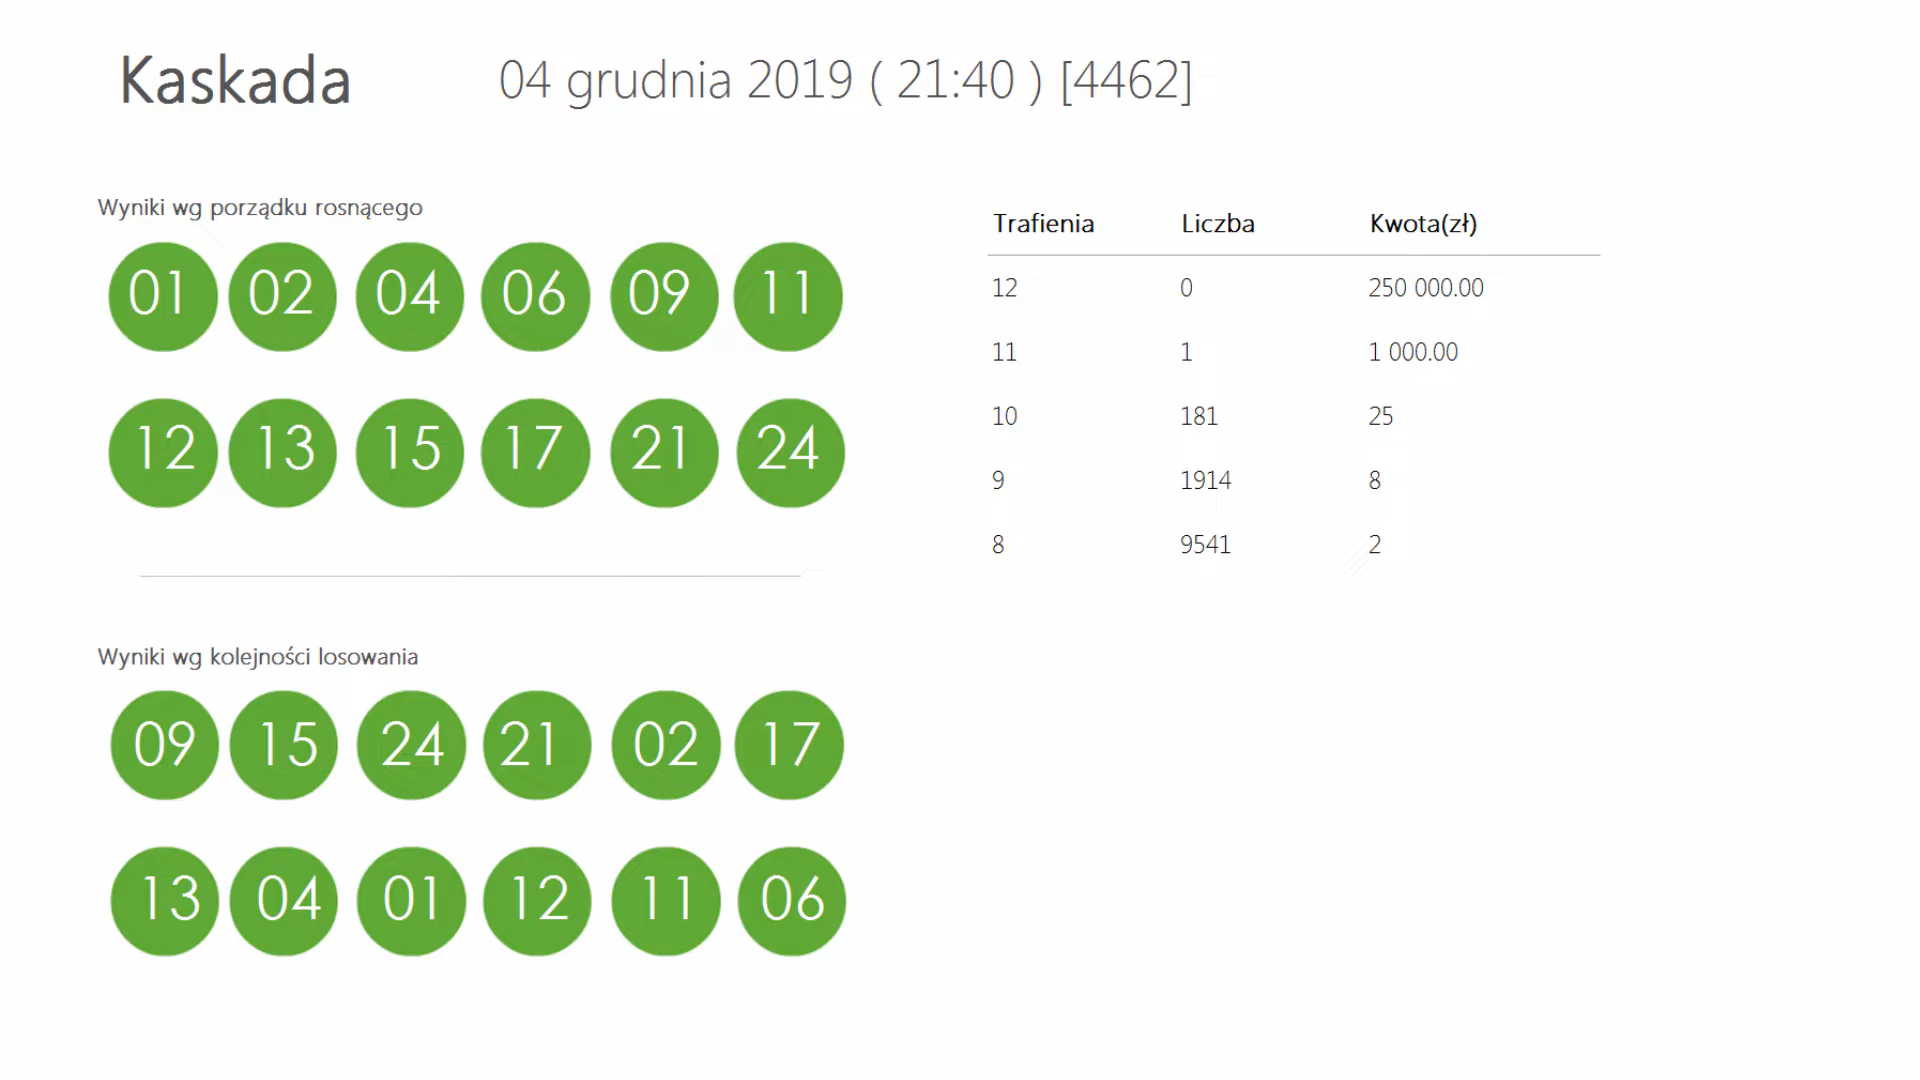 Kaskada 04 grudnia 2019 ( 21:40 ) [4462]
Wyniki wg porządku rosnącego
01 02 04 06 09 11
12 13 15 17 21 24
Trafienia Liczba Kwota(zł)
12 0 250 000.00
11 1 1 000.00
10 181 25
9 1914 8
8 9541 2
Wyniki wg kolejności losowania
09 15 24 21 02 17
13 04 01 12 11 06